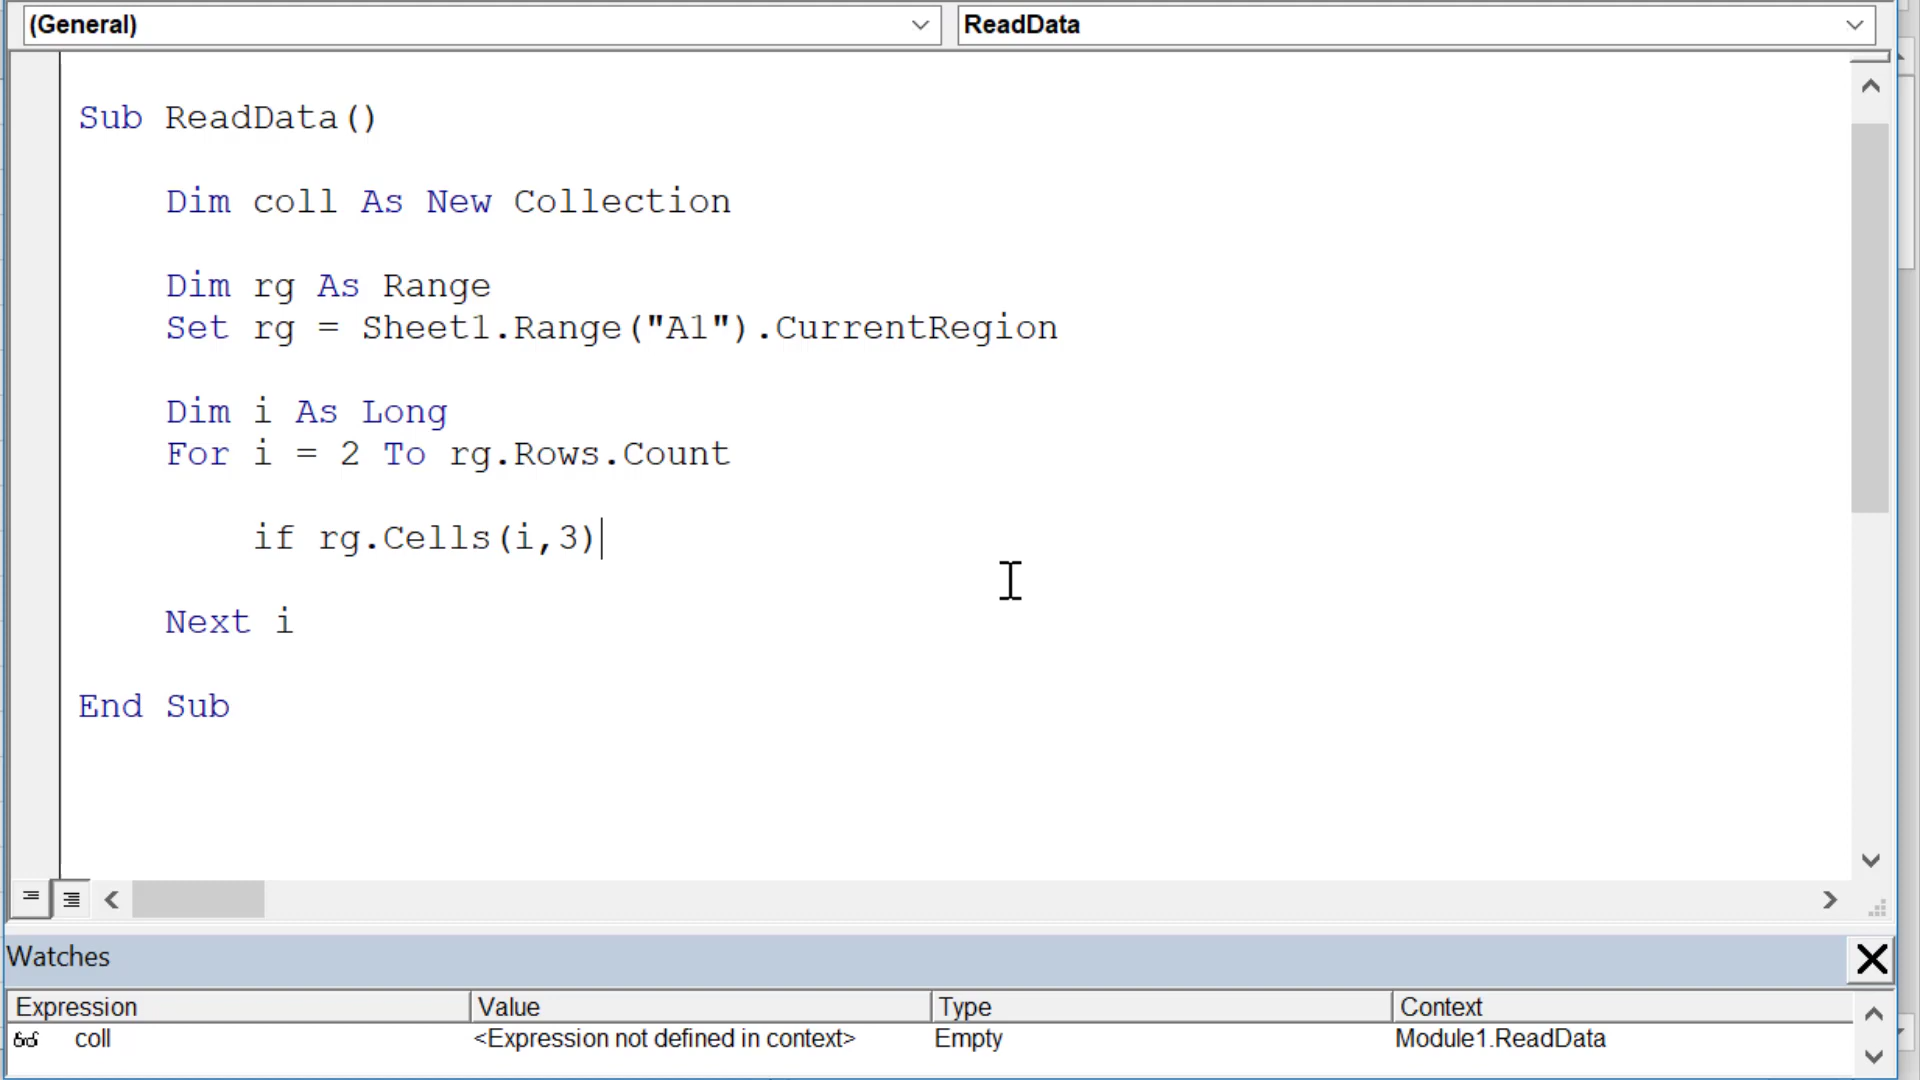 (General) ReadData
Sub ReadData()
Dim coll As New Collection
Dim rg As Range
Set rg = Sheet1.Range("A1").CurrentRegion
Dim i As Long
For i = 2 To rg.Rows.Count
if rg.Cells(i,3)
Next i
End Sub
Watches
Expression Value Type Context
coll <Expression not defined in context> Empty Module1.ReadData